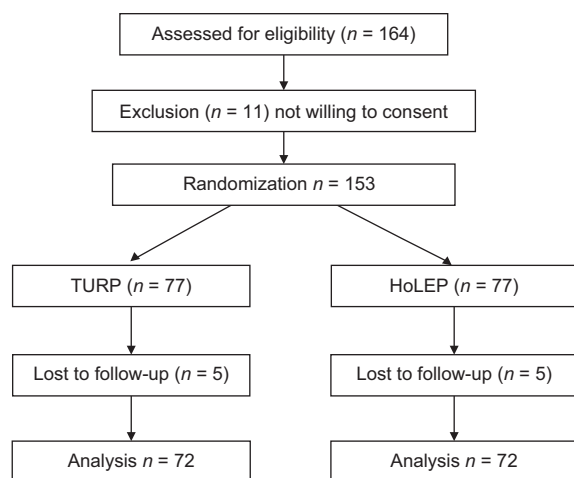 Assessed for eligibility (n = 164)
Exclusion (n = 11) not willing to consent
Randomization n = 153
TURP (n = 77)
HoLEP (n = 77)
Lost to follow-up (n = 5)
Lost to follow-up (n = 5)
Analysis n = 72
Analysis n = 72